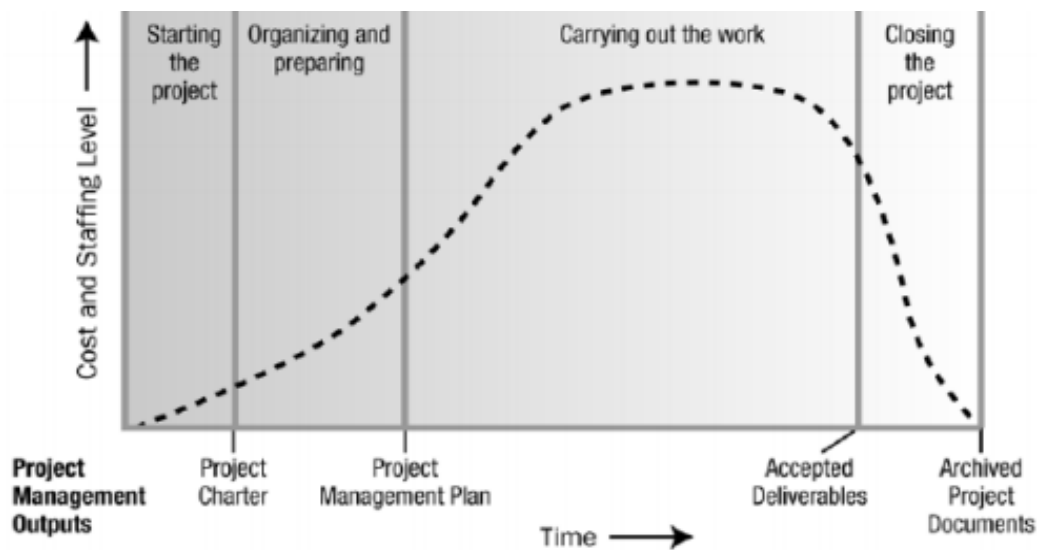 Starting
the
project
Organizing and
preparing
Carrying out the work
Closing
the
project
Cost and Staffing Level
Project
Management
Outputs
Project
Charter
Project
Management Plan
Accepted
Deliverables
Archived
Project
Documents
Time